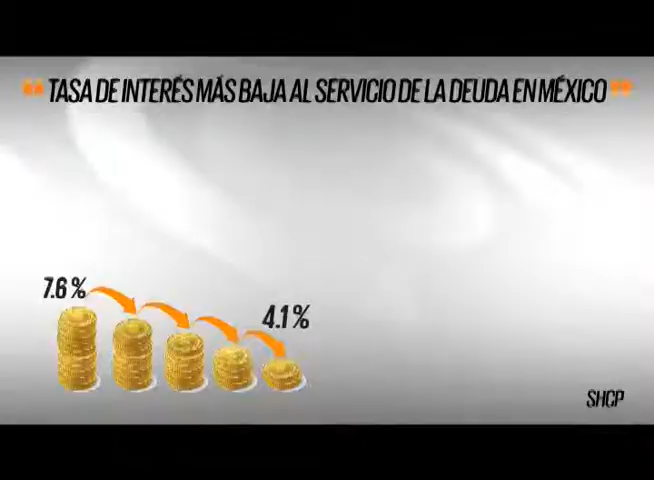 "TASA DE INTERÉS MÁS BAJA AL SERVICIO DE LA DEUDA EN MÉXICO"
7.6%
4.1%
SHCP